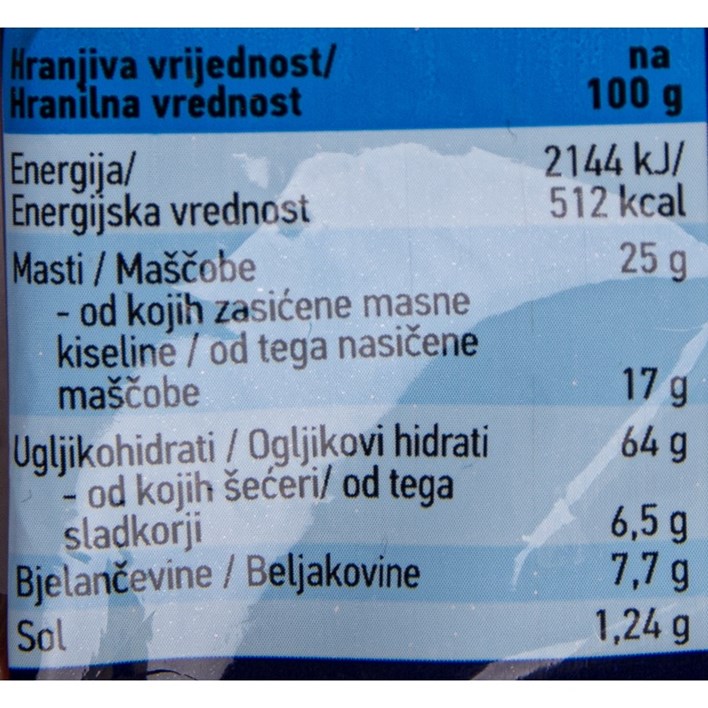 Hranjiva vrijednost/ na
Hranilna vrednost 100 g
Energija/ 2144 kJ/
Energijska vrednost 512 kcal
Masti / Maščobe 25 g
- od kojih zasićene masne
kiseline / od tega nasičene
maščobe 17 g
Ugljikohidrati / Ogljikovi hidrati 64 g
- od kojih šećeri/ od tega
sladkorji 6,5 g
Bjelančevine / Beljakovine 7,7 g
Sol 1,24 g